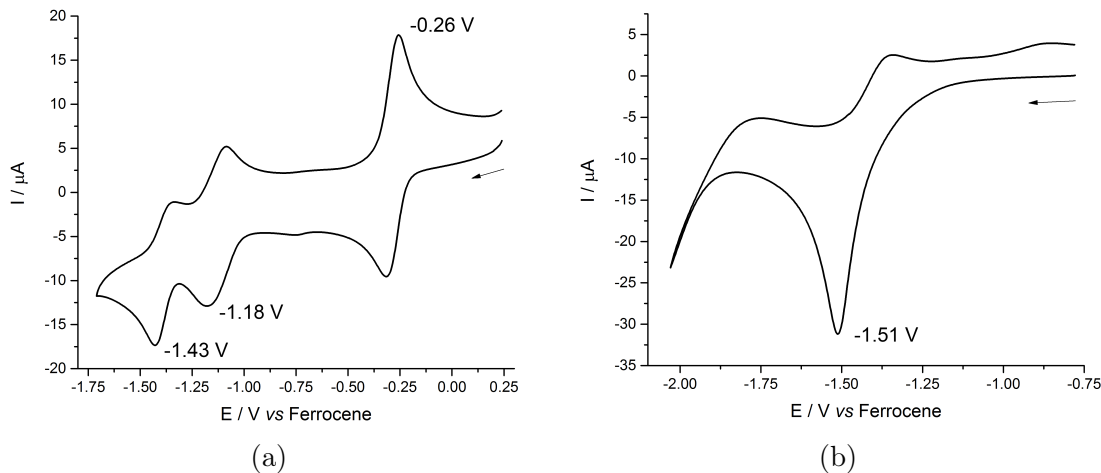 20
15
10
5
0
-5
-10
-15
-20
I / μA
-0.26 V
-1.18 V
-1.43 V
-1.75 -1.50 -1.25 -1.00 -0.75 -0.50 -0.25 0.00 0.25
E / V vs Ferrocene
(a)
5
0
-5
-10
-15
-20
-25
-30
-35
I / μA
-1.51 V
-2.00 -1.75 -1.50 -1.25 -1.00 -0.75
E / V vs Ferrocene
(b)